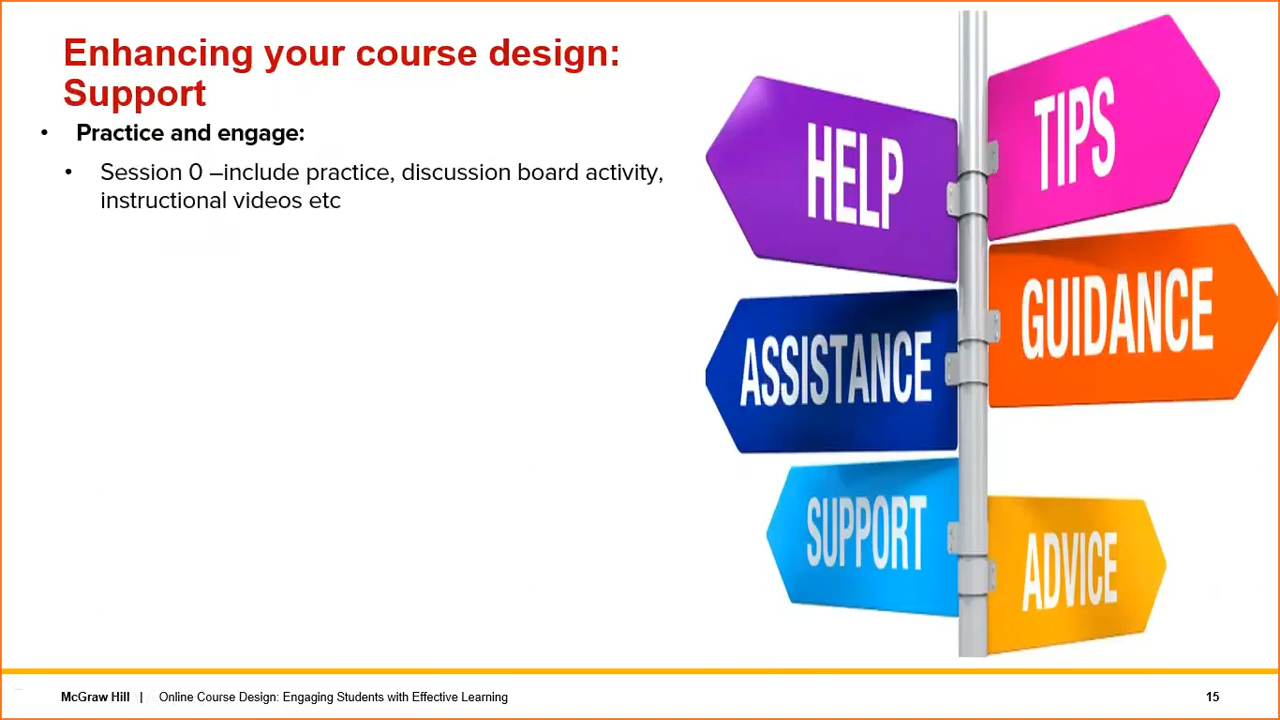 Enhancing your course design:
Support
• Practice and engage:
• Session 0 –include practice, discussion board activity,
instructional videos etc
HELP
TIPS
GUIDANCE
ASSISTANCE
SUPPORT
ADVICE
McGraw Hill | Online Course Design: Engaging Students with Effective Learning
15